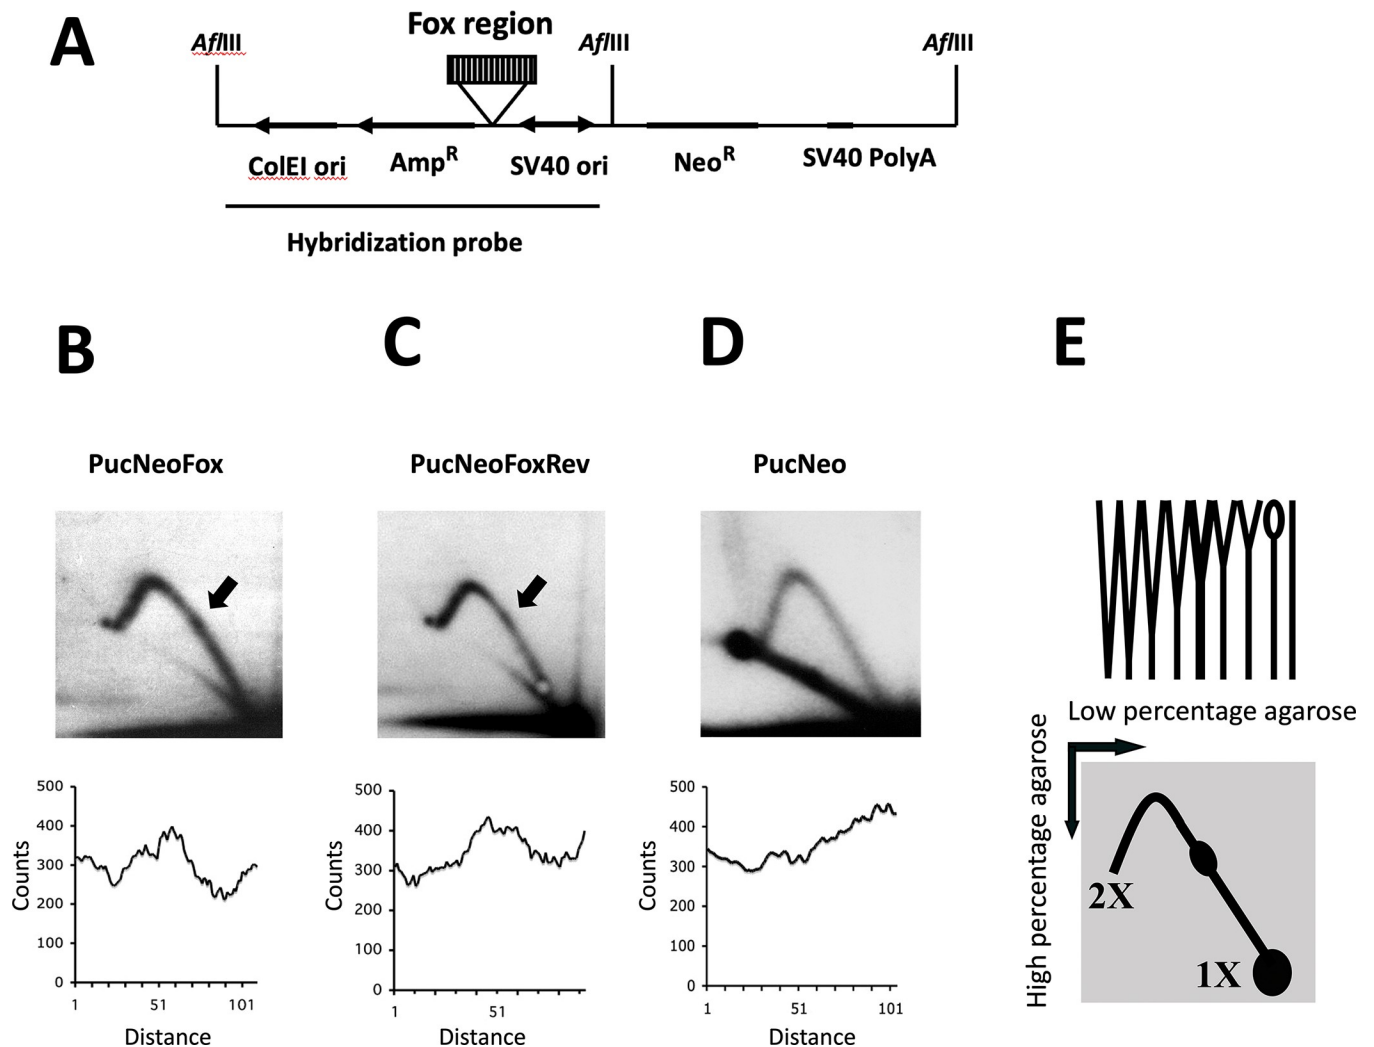 A
Fox region
AflIII
AflIII
AflIII
ColEI ori
AmpR
SV40 ori
NeoR
SV40 PolyA
Hybridization probe
B
C
D
E
PucNeoFox
PucNeoFoxRev
PucNeo
Low percentage agarose
High percentage agarose
2X
1X
500
400
300
200
100
0
Counts
1
51
101
Distance
500
400
300
200
100
0
Counts
1
51
Distance
500
400
300
200
100
0
Counts
1
51
101
Distance